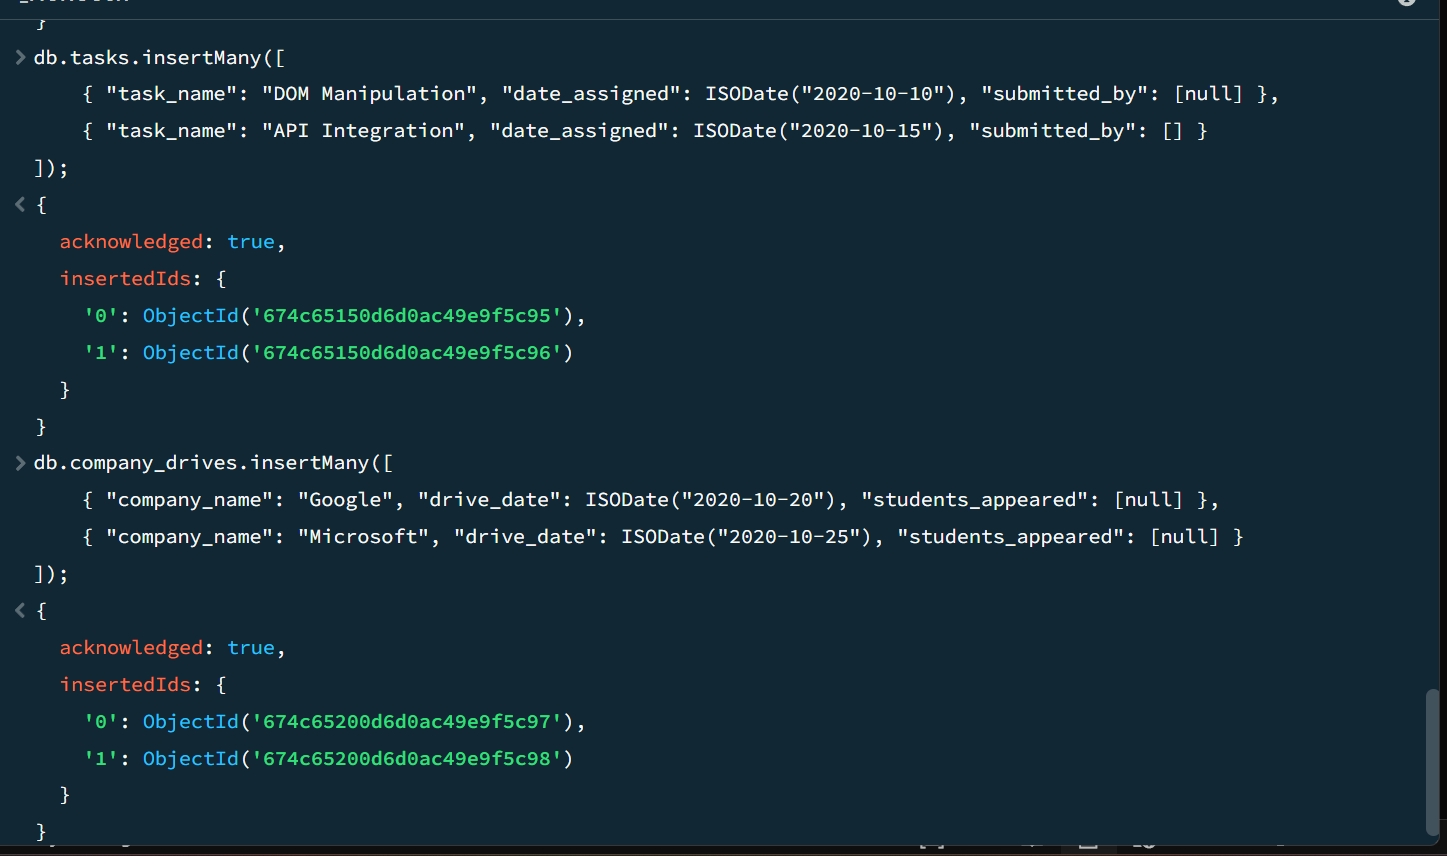 }
> db.tasks.insertMany([
{ "task_name": "DOM Manipulation", "date_assigned": ISODate("2020-10-10"), "submitted_by": [null] },
{ "task_name": "API Integration", "date_assigned": ISODate("2020-10-15"), "submitted_by": [] }
]);
< {
acknowledged: true,
insertedIds: {
'0': ObjectId('674c65150d6d0ac49e9f5c95'),
'1': ObjectId('674c65150d6d0ac49e9f5c96')
}
}
> db.company_drives.insertMany([
{ "company_name": "Google", "drive_date": ISODate("2020-10-20"), "students_appeared": [null] },
{ "company_name": "Microsoft", "drive_date": ISODate("2020-10-25"), "students_appeared": [null] }
]);
< {
acknowledged: true,
insertedIds: {
'0': ObjectId('674c65200d6d0ac49e9f5c97'),
'1': ObjectId('674c65200d6d0ac49e9f5c98')
}
}